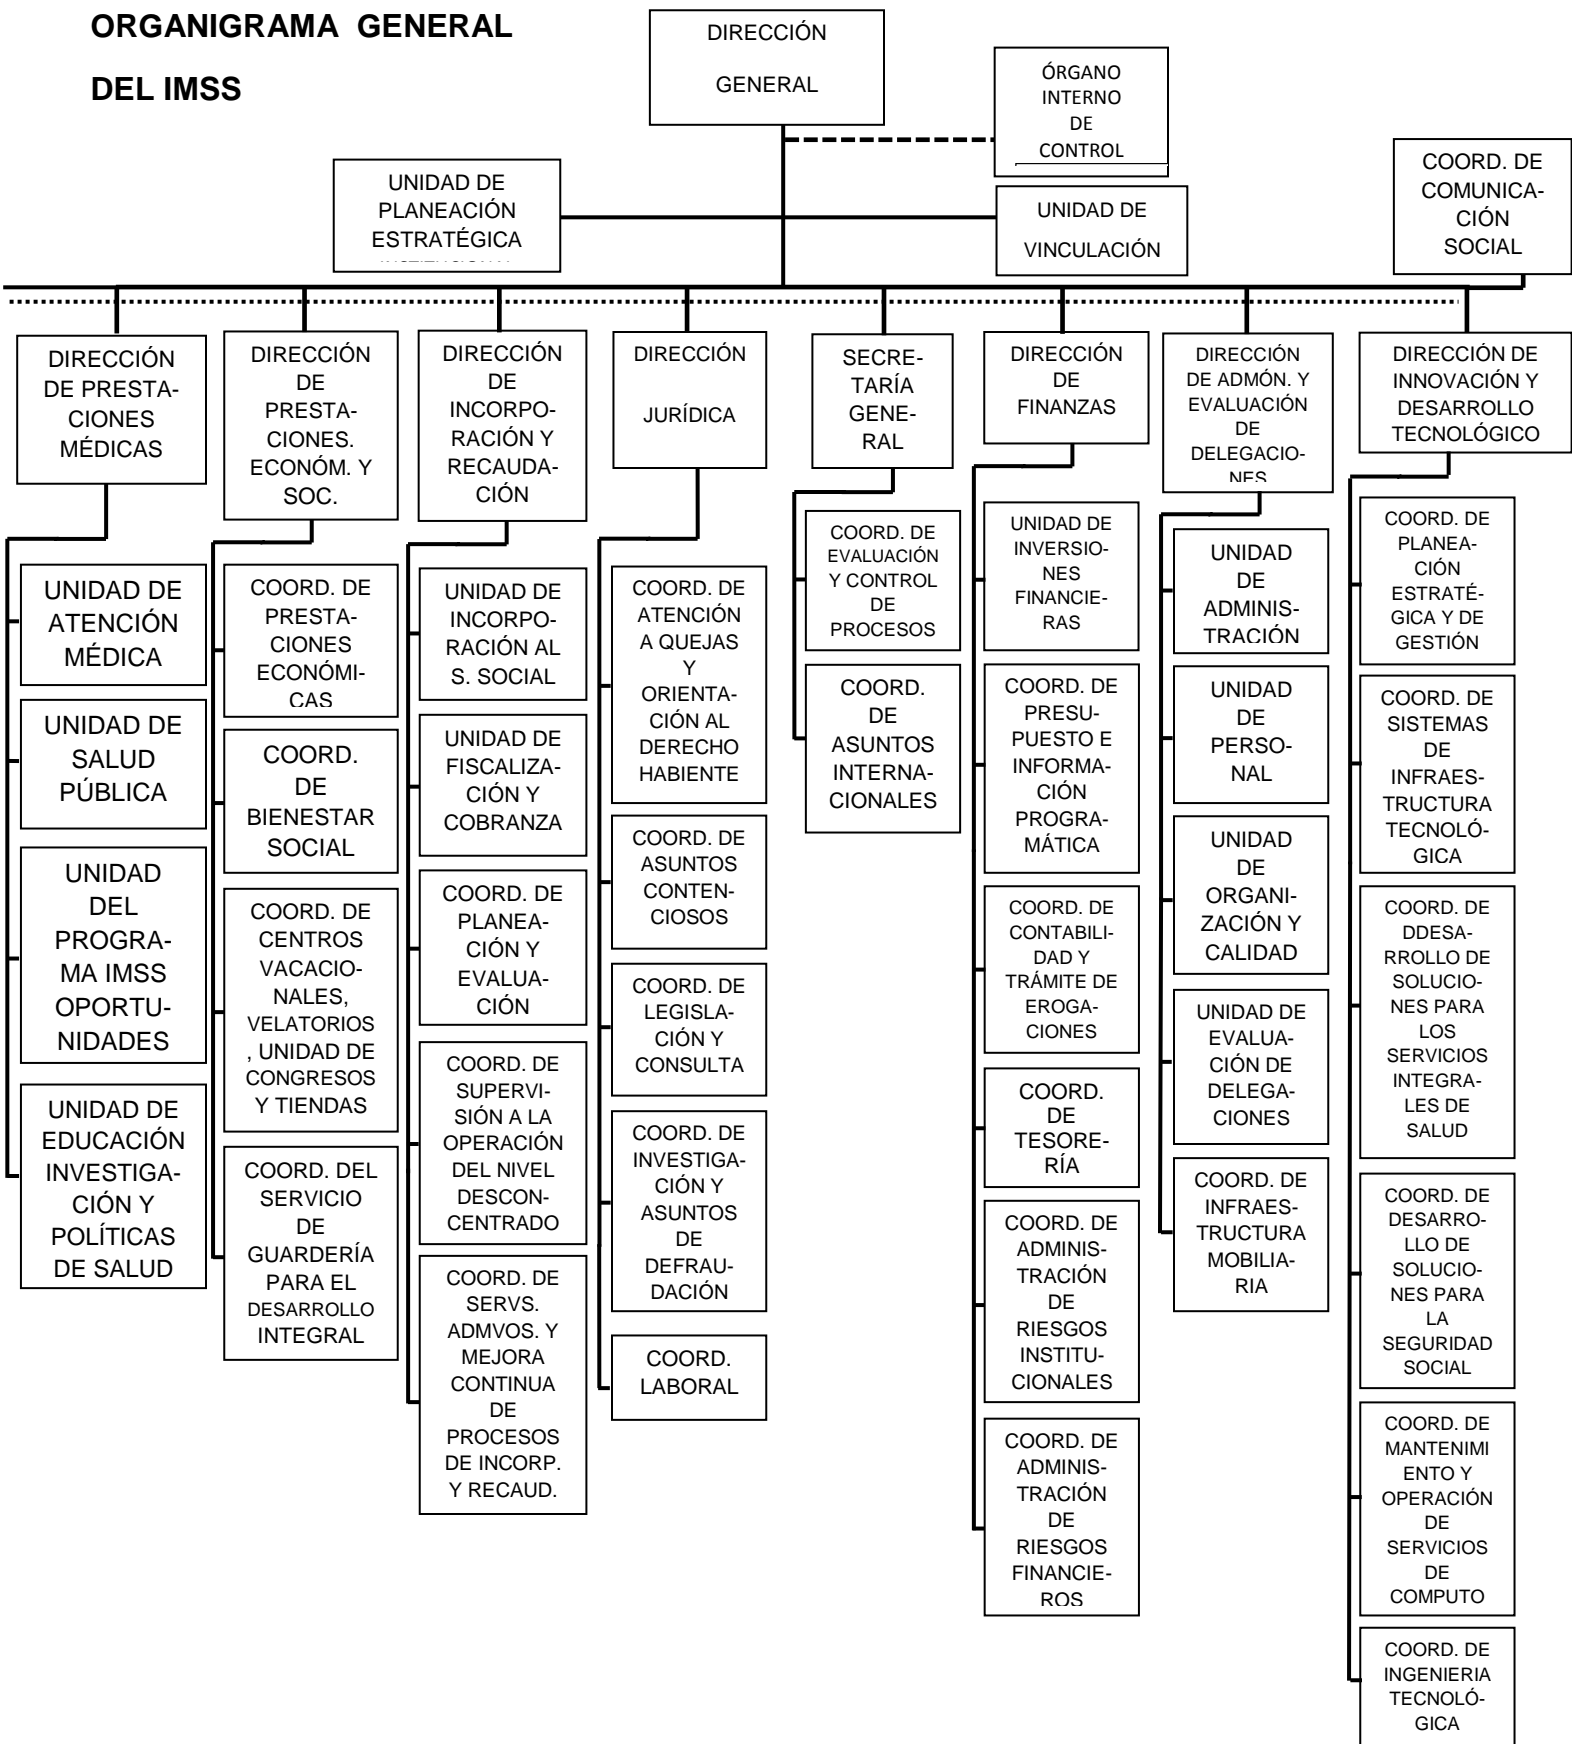 ORGANIGRAMA GENERAL
DEL IMSS
DIRECCIÓN
GENERAL
ÓRGANO
INTERNO
DE
CONTROL
UNIDAD DE
PLANEACIÓN
ESTRATÉGICA
UNIDAD DE
VINCULACIÓN
COORD. DE
COMUNICA-
CIÓN
SOCIAL
DIRECCIÓN
DE PRESTA-
CIONES
MÉDICAS
UNIDAD DE
ATENCIÓN
MÉDICA
UNIDAD DE
SALUD
PÚBLICA
UNIDAD
DEL
PROGRA-
MA IMSS
OPORTU-
NIDADES
UNIDAD DE
EDUCACIÓN
INVESTIGA-
CIÓN Y
POLÍTICAS
DE SALUD
DIRECCIÓN
DE
PRESTA-
CIONES.
ECONÓM. Y
SOC.
COORD. DE
PRESTA-
CIONES
ECONÓMI-
CAS
COORD.
DE
BIENESTAR
SOCIAL
COORD. DE
CENTROS
VACACIO-
NALES,
VELATORIOS
, UNIDAD DE
CONGRESOS
Y TIENDAS
COORD. DEL
SERVICIO
DE
GUARDERÍA
PARA EL
DESARROLLO
INTEGRAL
DIRECCIÓN
DE
INCORPO-
RACIÓN Y
RECAUDA-
CIÓN
UNIDAD DE
INCORPO-
RACIÓN AL
S. SOCIAL
UNIDAD DE
FISCALIZA-
CIÓN Y
COBRANZA
COORD. DE
PLANEA-
CIÓN Y
EVALUA-
CIÓN
COORD. DE
SUPERVI-
SIÓN A LA
OPERACIÓN
DEL NIVEL
DESCON-
CENTRADO
COORD. DE
SERVS.
ADMVOS. Y
MEJORA
CONTINUA
DE
PROCESOS
DE INCORP.
Y RECAUD.
DIRECCIÓN
JURÍDICA
COORD. DE
ATENCIÓN
A QUEJAS
Y
ORIENTA-
CIÓN AL
DERECHO
HABIENTE
COORD. DE
ASUNTOS
CONTEN-
CIOSOS
COORD. DE
LEGISLA-
CIÓN Y
CONSULTA
COORD. DE
INVESTIGA-
CIÓN Y
ASUNTOS
DE
DEFRAU-
DACIÓN
COORD.
LABORAL
SECRE-
TARÍA
GENE-
RAL
COORD. DE
EVALUACIÓN
Y CONTROL
DE
PROCESOS
COORD.
DE
ASUNTOS
INTERNA-
CIONALES
DIRECCIÓN
DE
FINANZAS
UNIDAD DE
INVERSIO-
NES
FINANCIE-
RAS
COORD. DE
PRESU-
PUESTO E
INFORMA-
CIÓN
PROGRA-
MÁTICA
COORD. DE
CONTABILI-
DAD Y
TRÁMITE DE
EROGA-
CIONES
COORD.
DE
TESORE-
RÍA
COORD. DE
ADMINIS-
TRACIÓN
DE
RIESGOS
INSTITU-
CIONALES
COORD. DE
ADMINIS-
TRACIÓN
DE
RIESGOS
FINANCIE-
ROS
DIRECCIÓN
DE ADMÓN. Y
EVALUACIÓN
DE
DELEGACIO-
NES
UNIDAD
DE
ADMINIS-
TRACIÓN
UNIDAD
DE
PERSO-
NAL
UNIDAD
DE
ORGANI-
ZACIÓN Y
CALIDAD
UNIDAD DE
EVALUA-
CIÓN DE
DELEGA-
CIONES
COORD. DE
INFRAES-
TRUCTURA
MOBILIA-
RIA
DIRECCIÓN DE
INNOVACIÓN Y
DESARROLLO
TECNOLÓGICO
COORD. DE
PLANEA-
CIÓN
ESTRATÉ-
GICA Y DE
GESTIÓN
COORD. DE
SISTEMAS
DE
INFRAES-
TRUCTURA
TECNOLÓ-
GICA
COORD. DE
DDESA-
RROLLO DE
SOLUCIO-
NES PARA
LOS
SERVICIOS
INTEGRA-
LES DE
SALUD
COORD. DE
DESARRO-
LLO DE
SOLUCIO-
NES PARA
LA
SEGURIDAD
SOCIAL
COORD. DE
MANTENIMI
ENTO Y
OPERACIÓN
DE
SERVICIOS
DE
COMPUTO
COORD. DE
INGENIERIA
TECNOLÓ-
GICA